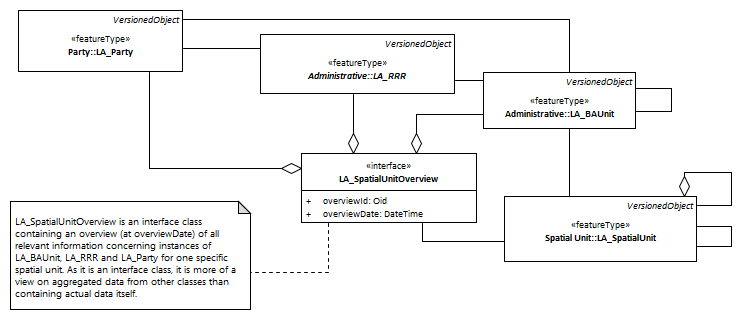 VersionedObject
«featureType»
Party::LA_Party
VersionedObject
«featureType»
Administrative::LA_RRR
VersionedObject
«featureType»
Administrative::LA_BAUnit
«interface»
LA_SpatialUnitOverview
+ overviewId: Oid
+ overviewDate: DateTime
VersionedObject
«featureType»
Spatial Unit::LA_SpatialUnit
LA_SpatialUnitOverview is an interface class
containing an overview (at overviewDate) of all
relevant information concerning instances of
LA_BAUnit, LA_RRR and LA_Party for one specific
spatial unit. As it is an interface class, it is more of a
view on aggregated data from other classes than
containing actual data itself.